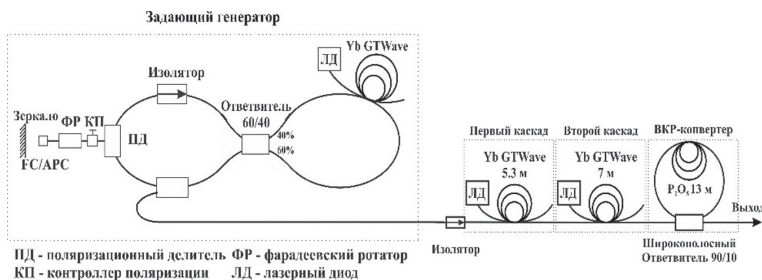 Задающий генератор
Yb GTWave
ЛД
Изолятор
Ответвитель
60/40
Зеркало
ФР КП
40%
60%
ПД
FC/APC
Первый каскад
Второй каскад
ВКР-конвертер
Yb GTWave
5.3 м
Yb GTWave
7 м
ЛД
ЛД
P₂O₅ 13 м
Выход
Изолятор
Широкополосный
Ответвитель 90/10
ПД - поляризационный делитель ФР - фарадеевский ротатор
КП - контроллер поляризации ЛД - лазерный диод